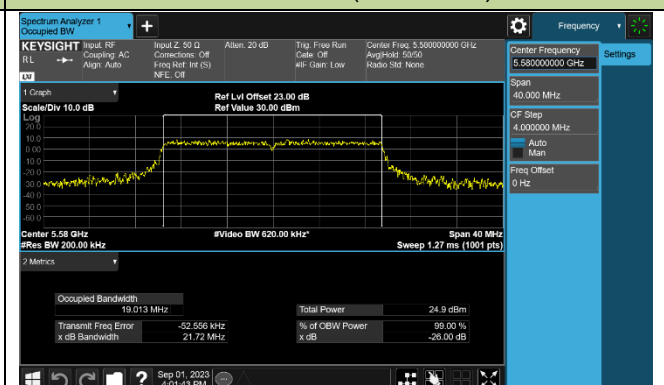 Spectrum Analyzer 1
Occupied BW
Frequency
KEYSIGHT
RL
Input: RF
Coupling: AC
Align: Auto
Input Z: 50 Ω
Corrections: Off
Freq Ref: Int (S)
NFE: Off
Atten: 20 dB
Trig: Free Run
Gate: Off
#IF Gain: Low
Center Freq: 5.580000000 GHz
Avg|Hold: 50/50
Radio Std: None
LXI
1 Graph
Scale/Div 10.0 dB
Ref Lvl Offset 23.00 dB
Ref Value 30.00 dBm
Log
20.0
10.0
0.00
-10.0
-20.0
-30.0
-40.0
-50.0
-60.0
Center 5.58 GHz
#Res BW 200.00 kHz
#Video BW 620.00 kHz*
Span 40 MHz
Sweep 1.27 ms (1001 pts)
2 Metrics
Occupied Bandwidth
19.013 MHz
Total Power 24.9 dBm
Transmit Freq Error -52.556 kHz
% of OBW Power 99.00 %
x dB Bandwidth 21.72 MHz
x dB -26.00 dB
Sep 01, 2023
4:01:43 PM
Center Frequency
5.580000000 GHz
Settings
Span
40.000 MHz
CF Step
4.000000 MHz
Auto
Man
Freq Offset
0 Hz